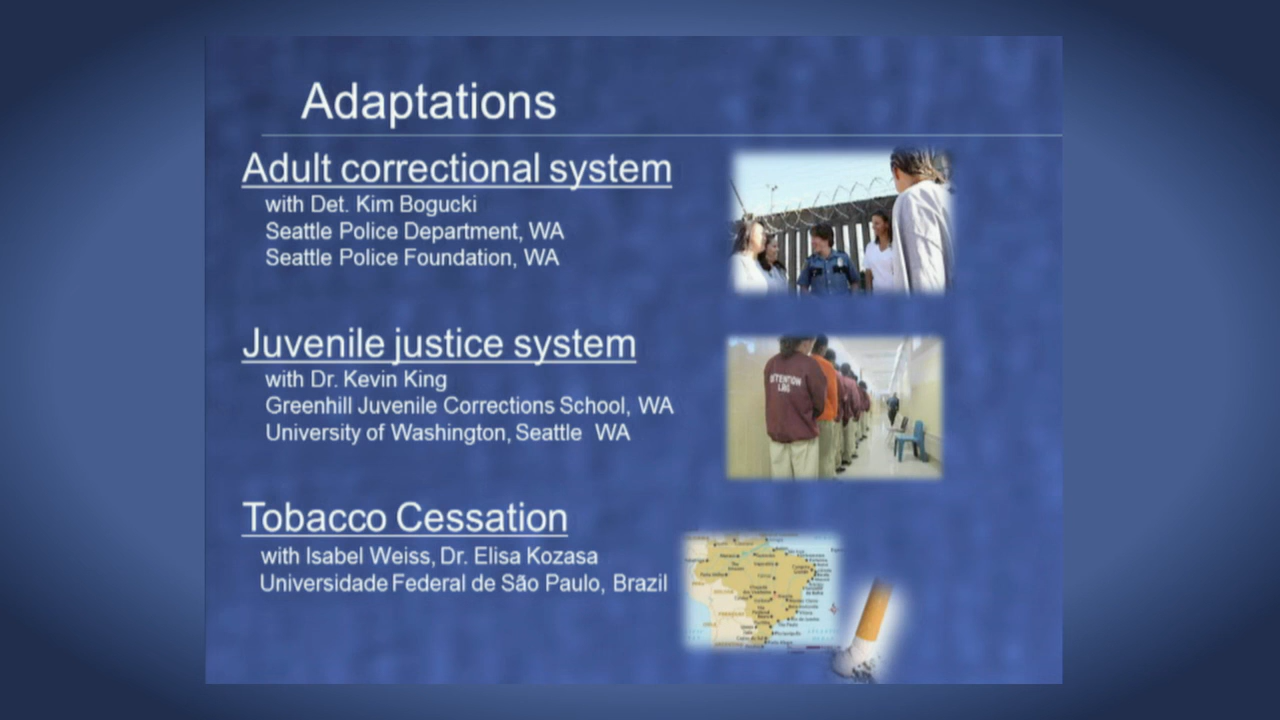 Adaptations
Adult correctional system
with Det. Kim Bogucki
Seattle Police Department, WA
Seattle Police Foundation, WA
Juvenile justice system
with Dr. Kevin King
Greenhill Juvenile Corrections School, WA
University of Washington, Seattle WA
DETENTION
Tobacco Cessation
with Isabel Weiss, Dr. Elisa Kozasa
Universidade Federal de São Paulo, Brazil